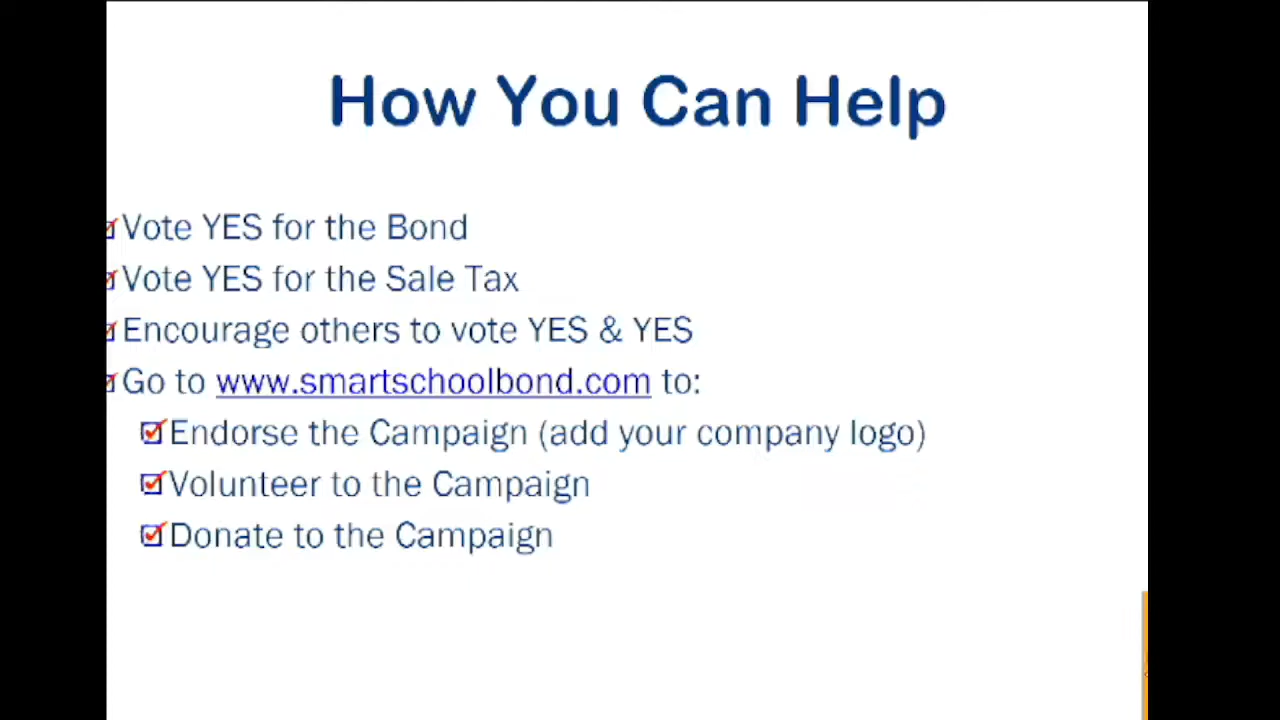 How You Can Help
Vote YES for the Bond
Vote YES for the Sale Tax
Encourage others to vote YES & YES
Go to www.smartschoolbond.com to:
Endorse the Campaign (add your company logo)
Volunteer to the Campaign
Donate to the Campaign